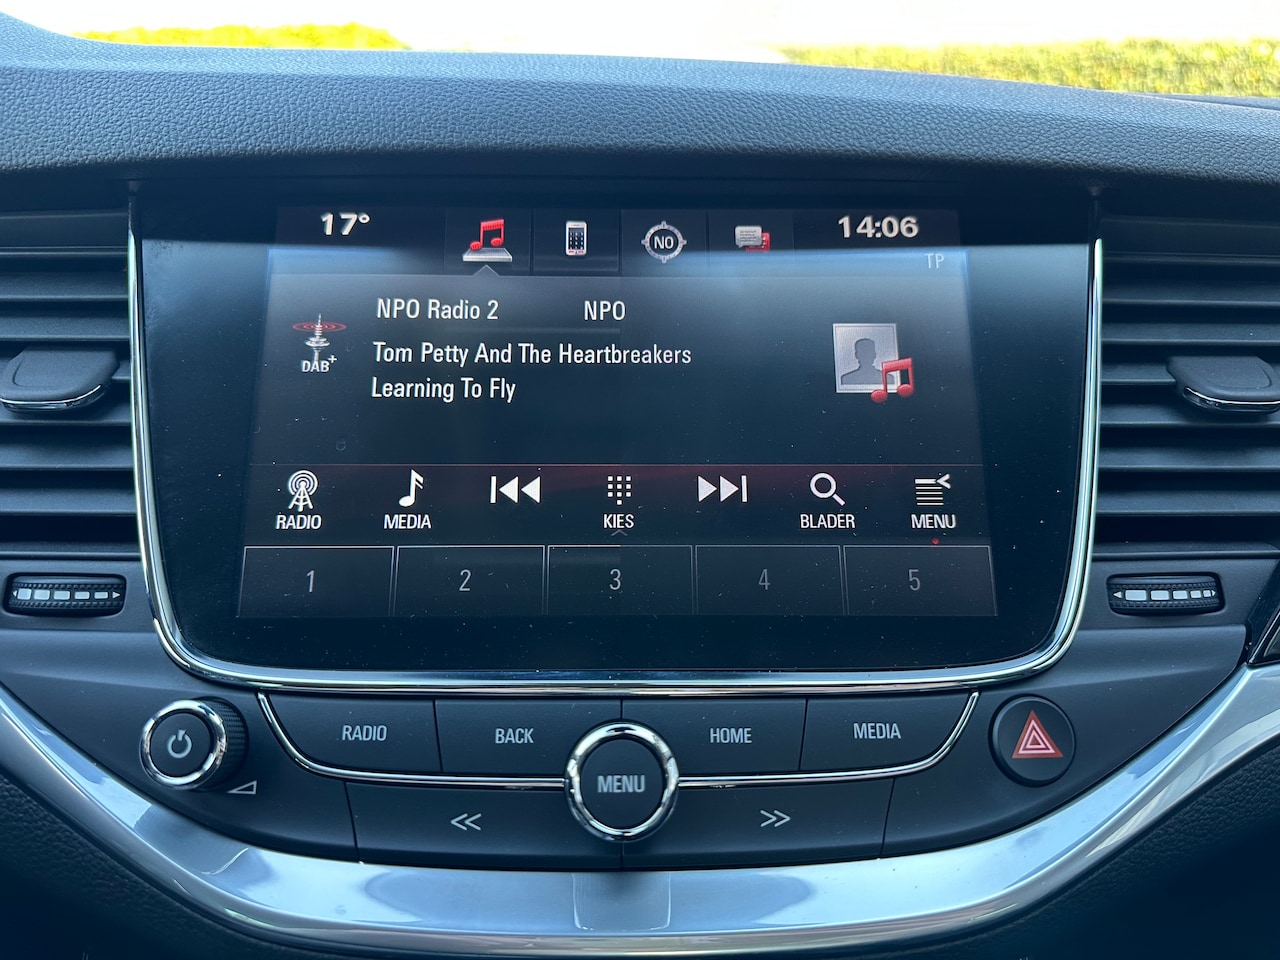 17° NO 14:06
TP
NPO Radio 2 NPO
Tom Petty And The Heartbreakers
DAB+
Learning To Fly
RADIO MEDIA KIES BLADER MENU
1 2 3 4 5
RADIO BACK HOME MEDIA
MENU